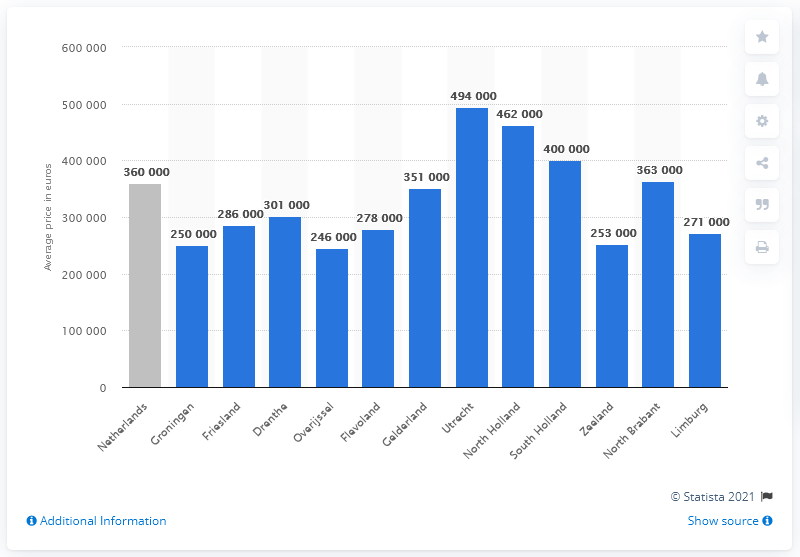 600 000
500 000
400 000
300 000
200 000
100 000
0
Average price in euros
360 000
250 000
286 000
301 000
246 000
278 000
351 000
494 000
462 000
400 000
253 000
363 000
271 000
Netherlands
Groningen
Friesland
Drenthe
Overijssel
Flevoland
Gelderland
Utrecht
North Holland
South Holland
Zeeland
North Brabant
Limburg
© Statista 2021
Additional Information
Show source